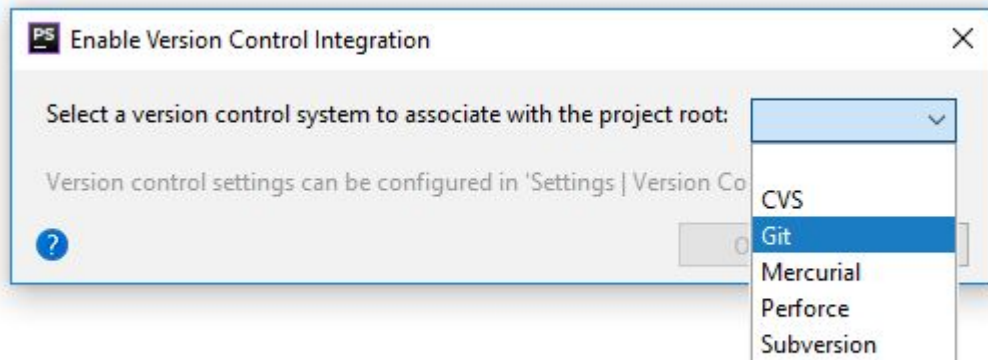 PS Enable Version Control Integration
Select a version control system to associate with the project root:
Version control settings can be configured in 'Settings | Version Co
CVS
Git
Mercurial
Perforce
Subversion
?